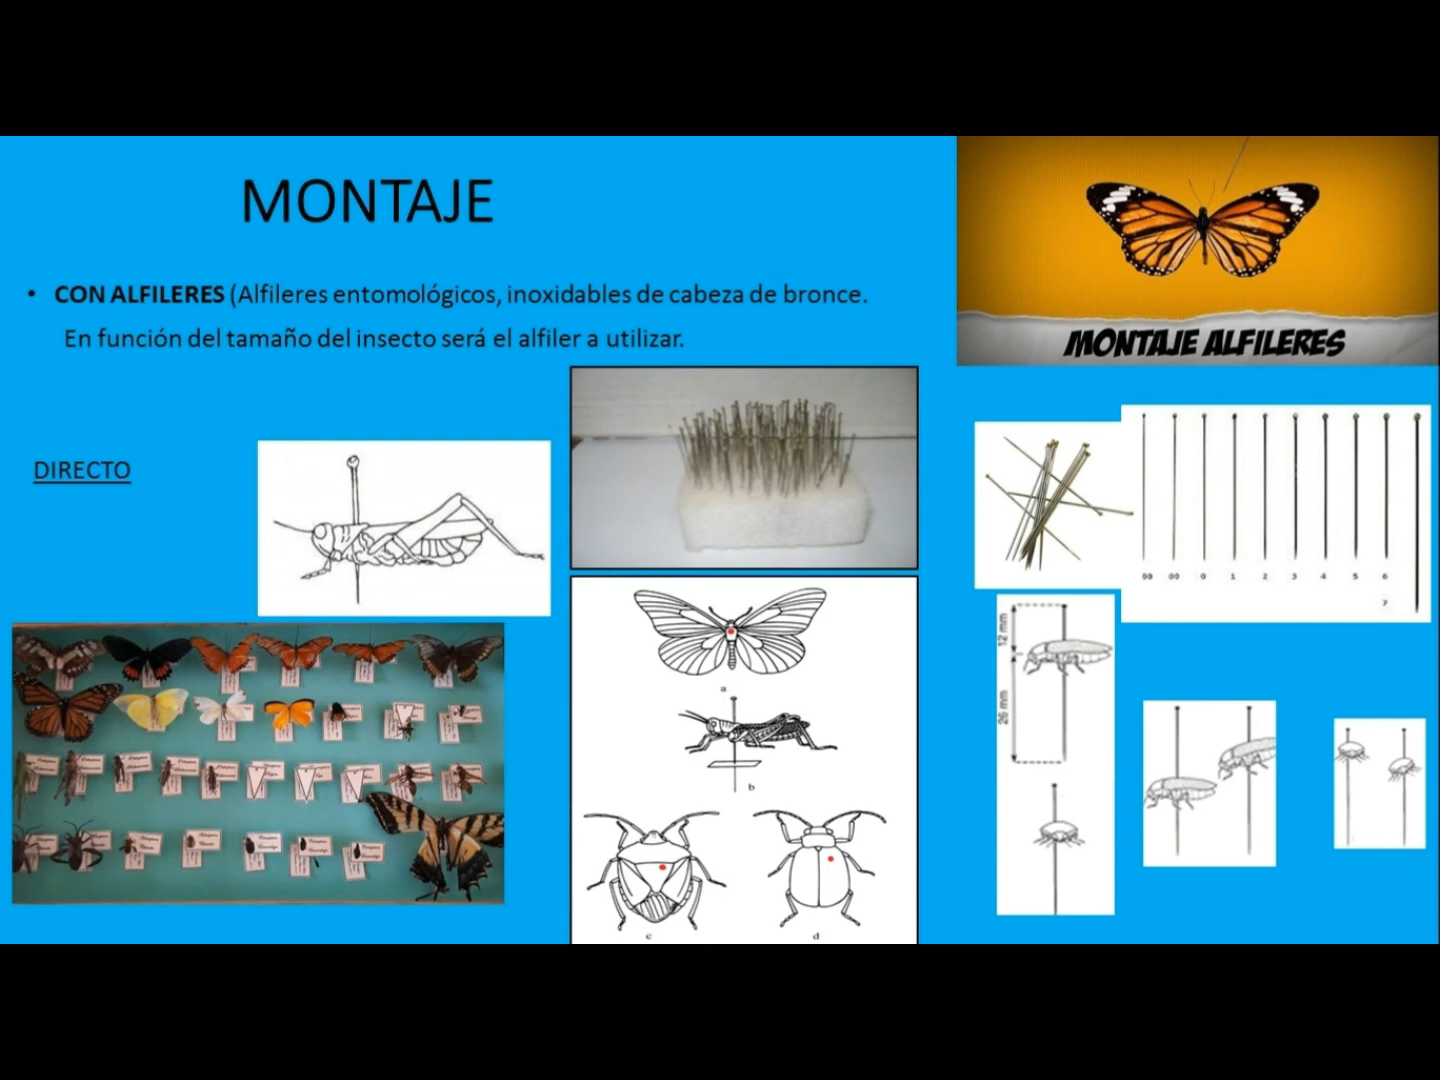 MONTAJE
• CON ALFILERES (Alfileres entomológicos, inoxidables de cabeza de bronce.
En función del tamaño del insecto será el alfiler a utilizar.
MONTAJE ALFILERES
DIRECTO
00 00 0 1 2 3 4 5 6
7
12 mm
26 mm
a
b
c
d